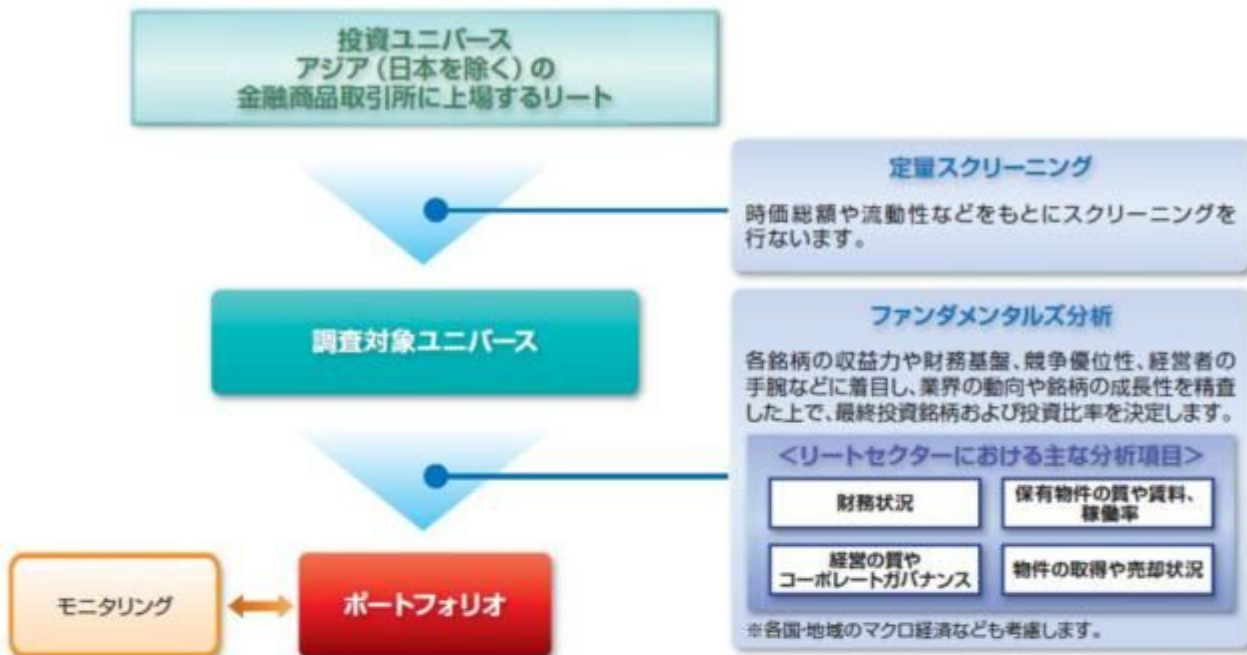 投資ユニバース
アジア（日本を除く）の
金融商品取引所に上場するリート
定量スクリーニング
時価総額や流動性などをもとにスクリーニングを
行ないます。
調査対象ユニバース
ファンダメンタルズ分析
各銘柄の収益力や財務基盤、競争優位性、経営者の
手腕などに着目し、業界の動向や銘柄の成長性を精査
した上で、最終投資銘柄および投資比率を決定します。
＜リートセクターにおける主な分析項目＞
財務状況
保有物件の質や賃料、
稼働率
経営の質や
コーポレートガバナンス
物件の取得や売却状況
※各国・地域のマクロ経済なども考慮します。
モニタリング
ポートフォリオ